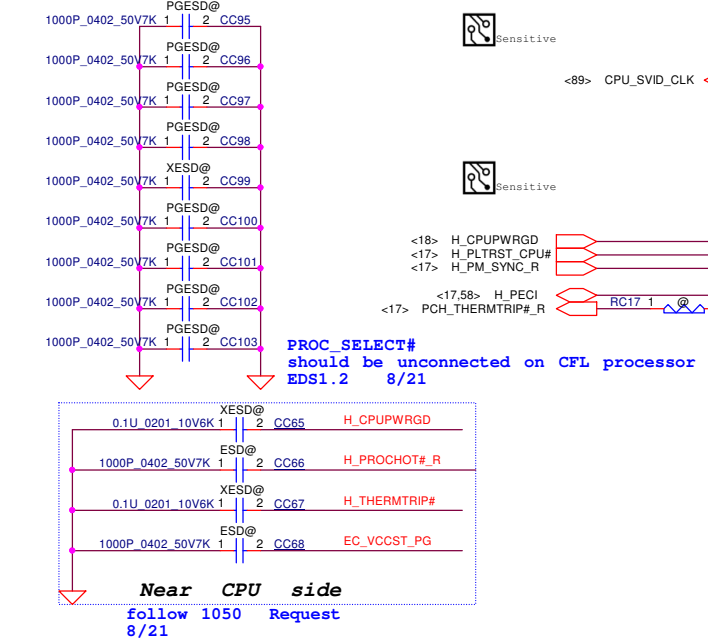 PGESD@
1000P_0402_50V7K 1 2 CC95
PGESD@
1000P_0402_50V7K 1 2 CC96
PGESD@
1000P_0402_50V7K 1 2 CC97
PGESD@
1000P_0402_50V7K 1 2 CC98
XESD@
1000P_0402_50V7K 1 2 CC99
PGESD@
1000P_0402_50V7K 1 2 CC100
PGESD@
1000P_0402_50V7K 1 2 CC101
PGESD@
1000P_0402_50V7K 1 2 CC102
PGESD@
1000P_0402_50V7K 1 2 CC103
Sensitive
<89> CPU_SVID_CLK
Sensitive
<18> H_CPUPWRGD
<17> H_PLTRST_CPU#
<17> H_PM_SYNC_R
<17,58> H_PECI
<17> PCH_THERMTRIP#_R
RC17 1 @
PROC_SELECT#
should be unconnected on CFL processor
EDS1.2 8/21
XESD@
0.1U_0201_10V6K 1 2 CC65 H_CPUPWRGD
ESD@
1000P_0402_50V7K 1 2 CC66 H_PROCHOT#_R
XESD@
0.1U_0201_10V6K 1 2 CC67 H_THERMTRIP#
ESD@
1000P_0402_50V7K 1 2 CC68 EC_VCCST_PG
Near CPU side
follow 1050 Request
8/21